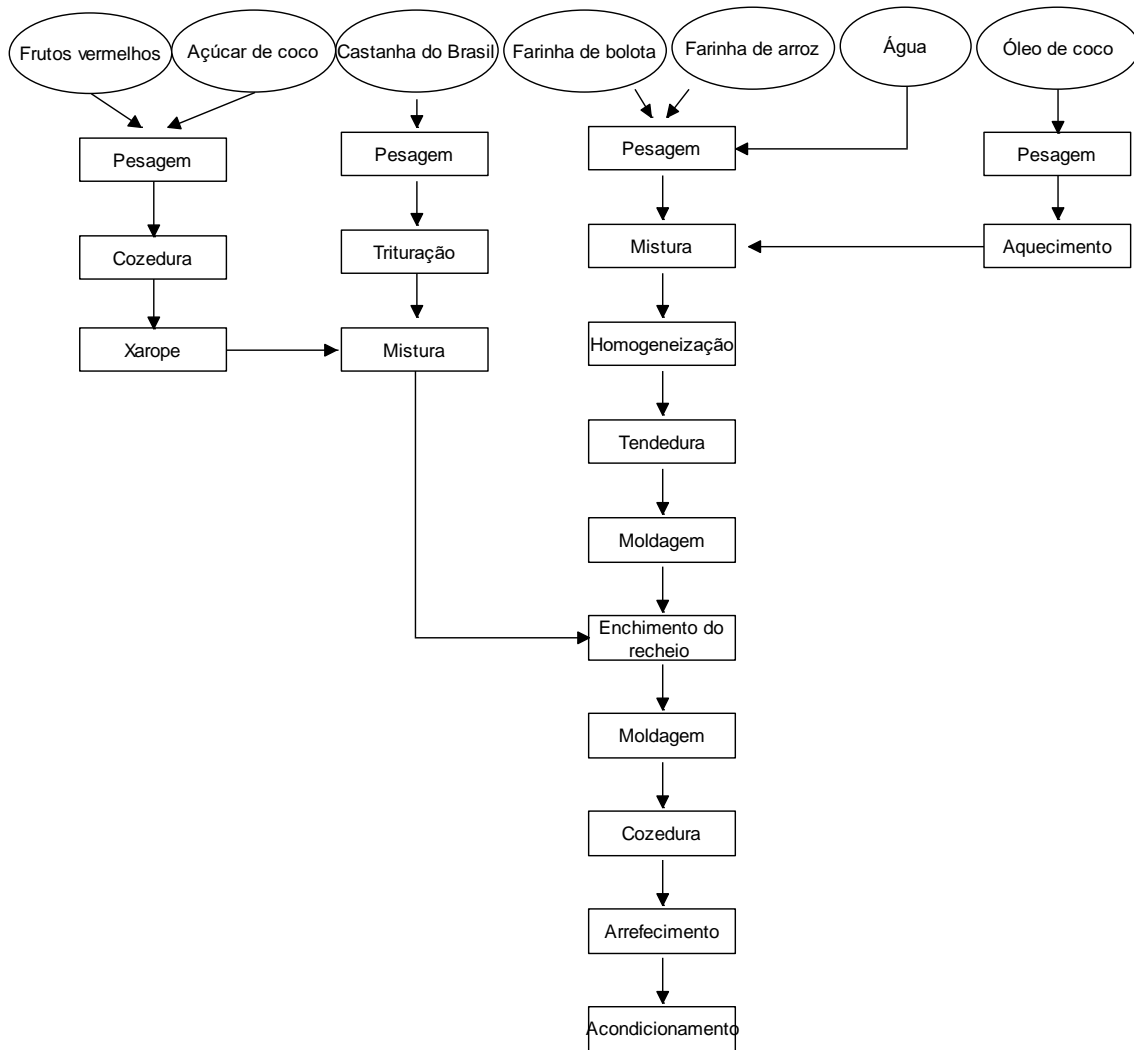 Frutos vermelhos
Açúcar de coco
Castanha do Brasil
Farinha de bolota
Farinha de arroz
Água
Óleo de coco
Pesagem
Pesagem
Pesagem
Pesagem
Cozedura
Trituração
Mistura
Aquecimento
Xarope
Mistura
Homogeneização
Tendedura
Moldagem
Enchimento do
recheio
Moldagem
Cozedura
Arrefecimento
Acondicionamento